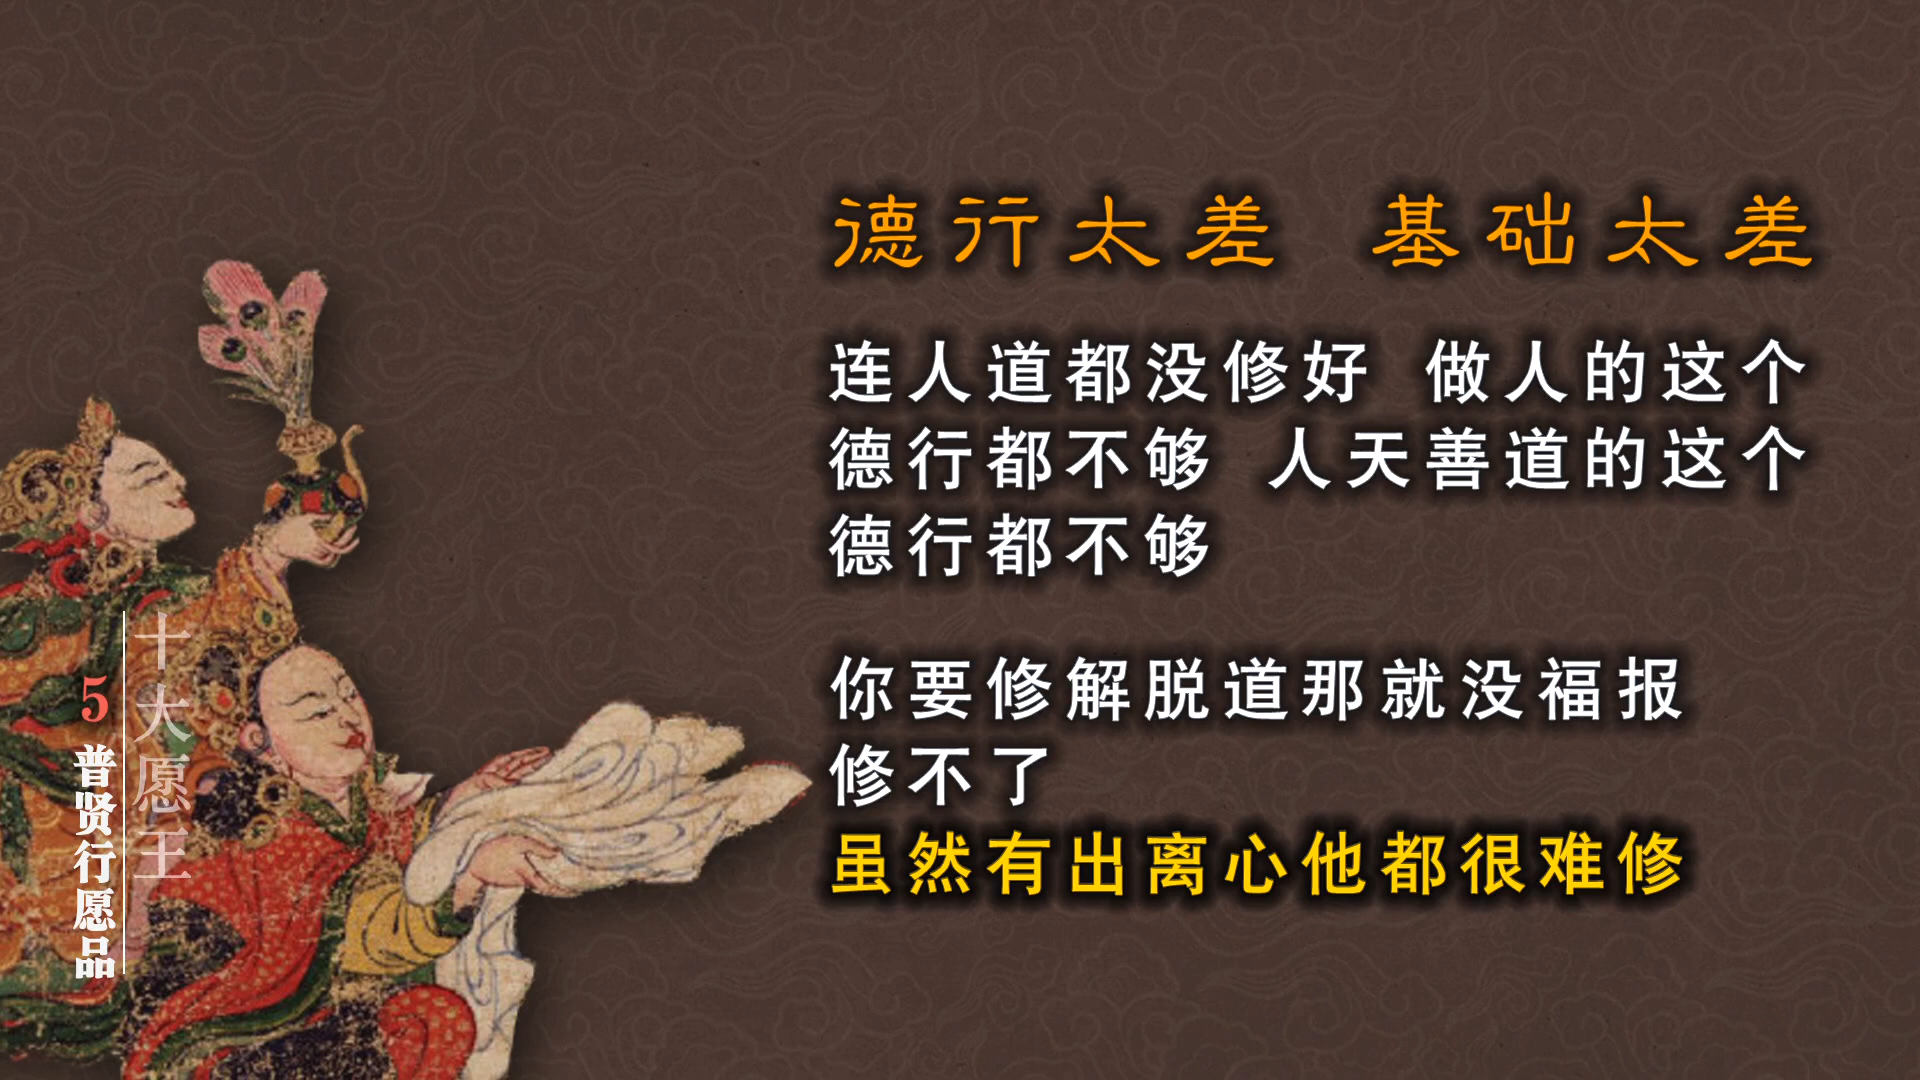 德行太差 基础太差
连人道都没修好 做人的这个
德行都不够 人天善道的这个
德行都不够
你要修解脱道那就没福报
修不了
虽然有出离心他都很难修
十大愿王
5 普贤行愿品